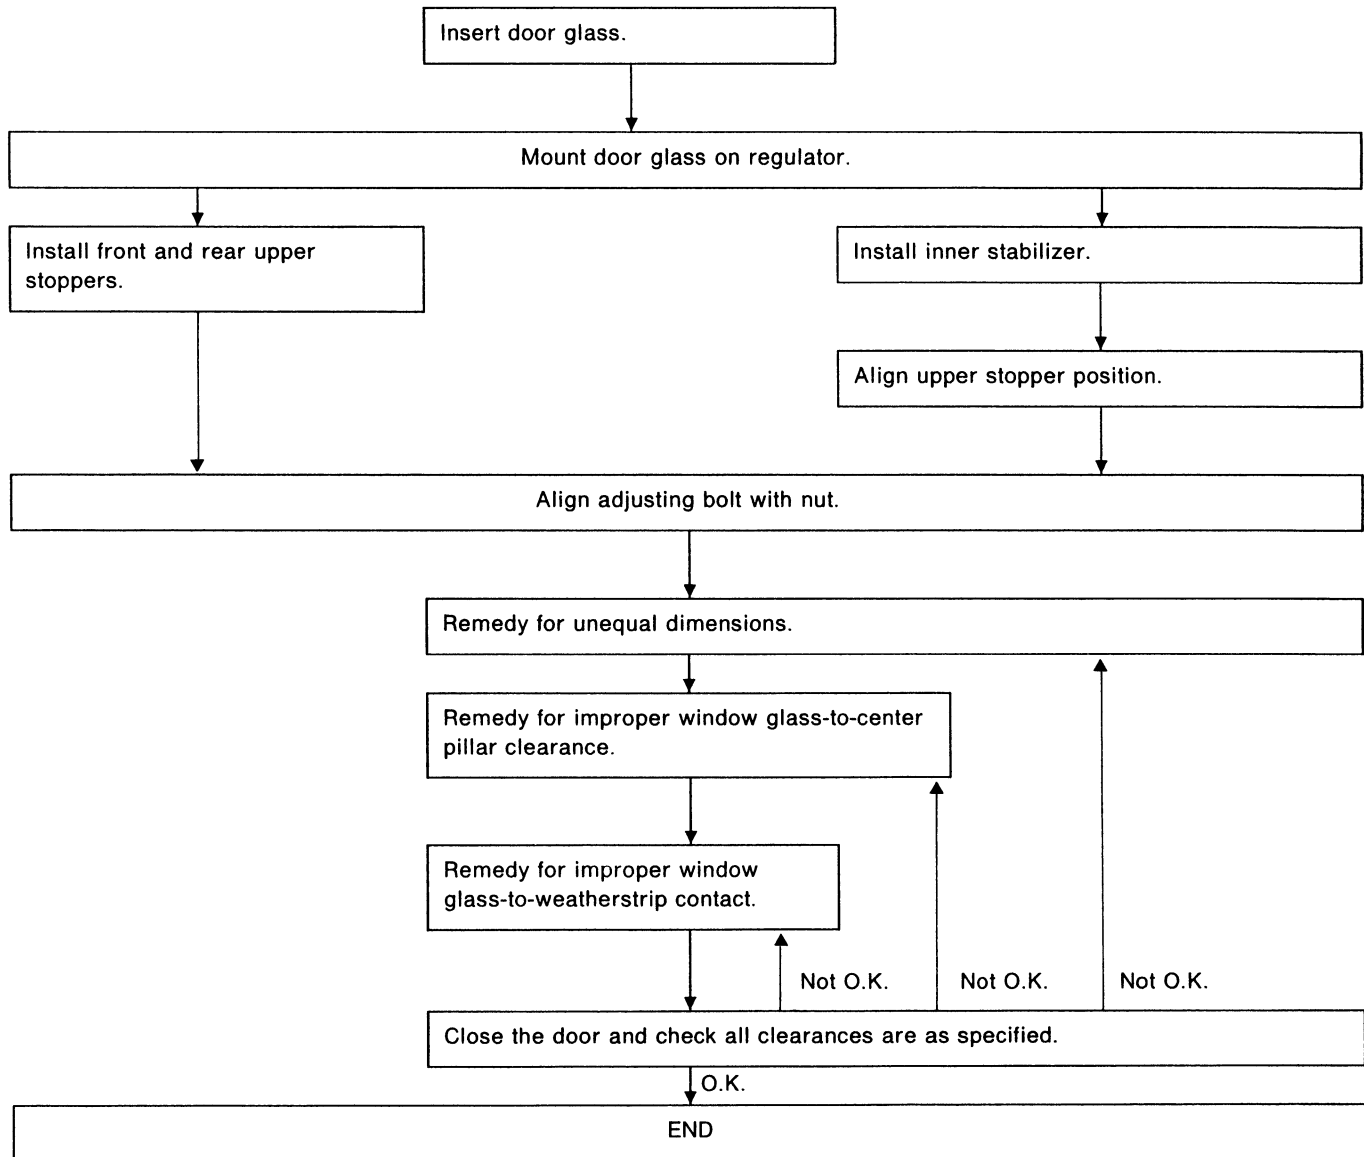 Insert door glass.
Mount door glass on regulator.
Install front and rear upper
stoppers.
Install inner stabilizer.
Align upper stopper position.
Align adjusting bolt with nut.
Remedy for unequal dimensions.
Remedy for improper window glass-to-center
pillar clearance.
Remedy for improper window
glass-to-weatherstrip contact.
Not O.K.
Not O.K.
Not O.K.
Close the door and check all clearances are as specified.
O.K.
END